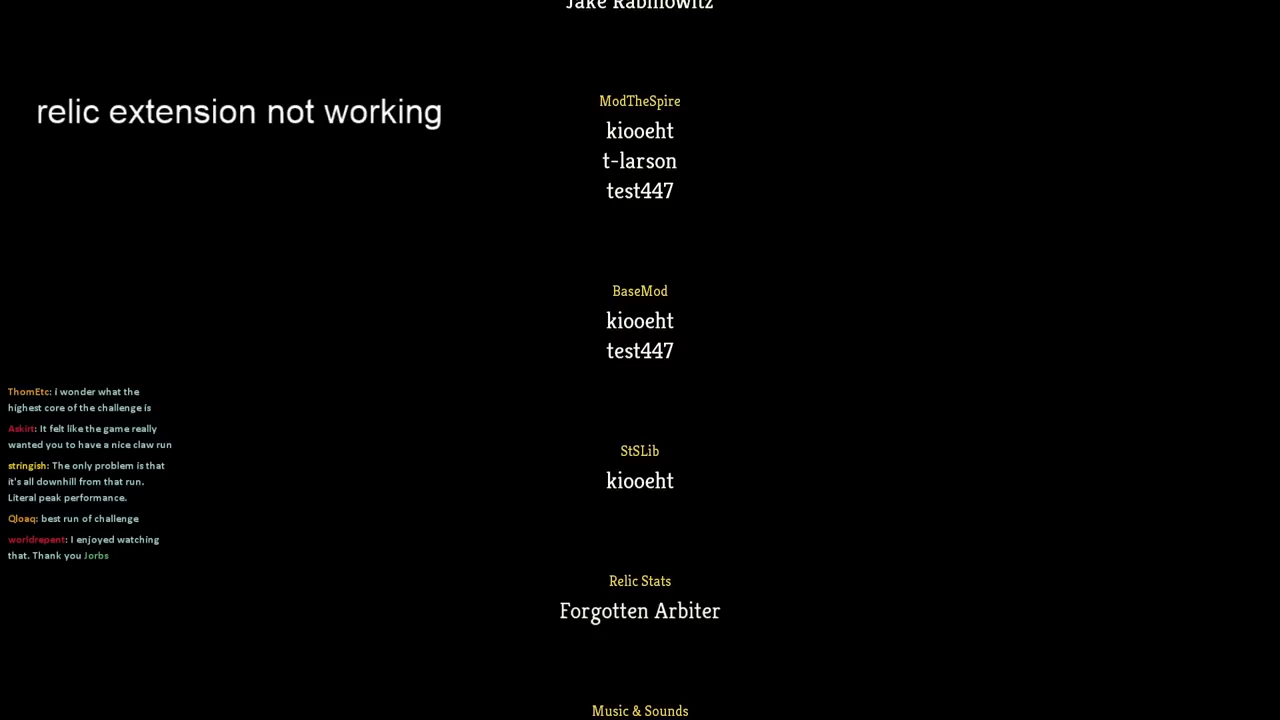 Jake Rabinowitz
relic extension not working
ModTheSpire
kiooeht
t-larson
test447
BaseMod
kiooeht
test447
ThornEtc: i wonder what the
highest core of the challenge is
Askirt: It felt like the game really
wanted you to have a nice claw run
stringish: The only problem is that
it's all downhill from that run.
Literal peak performance.
Qloaq: best run of challenge
worldrepent: I enjoyed watching
that. Thank you Jorbs
StSLib
kiooeht
Relic Stats
Forgotten Arbiter
Music & Sounds